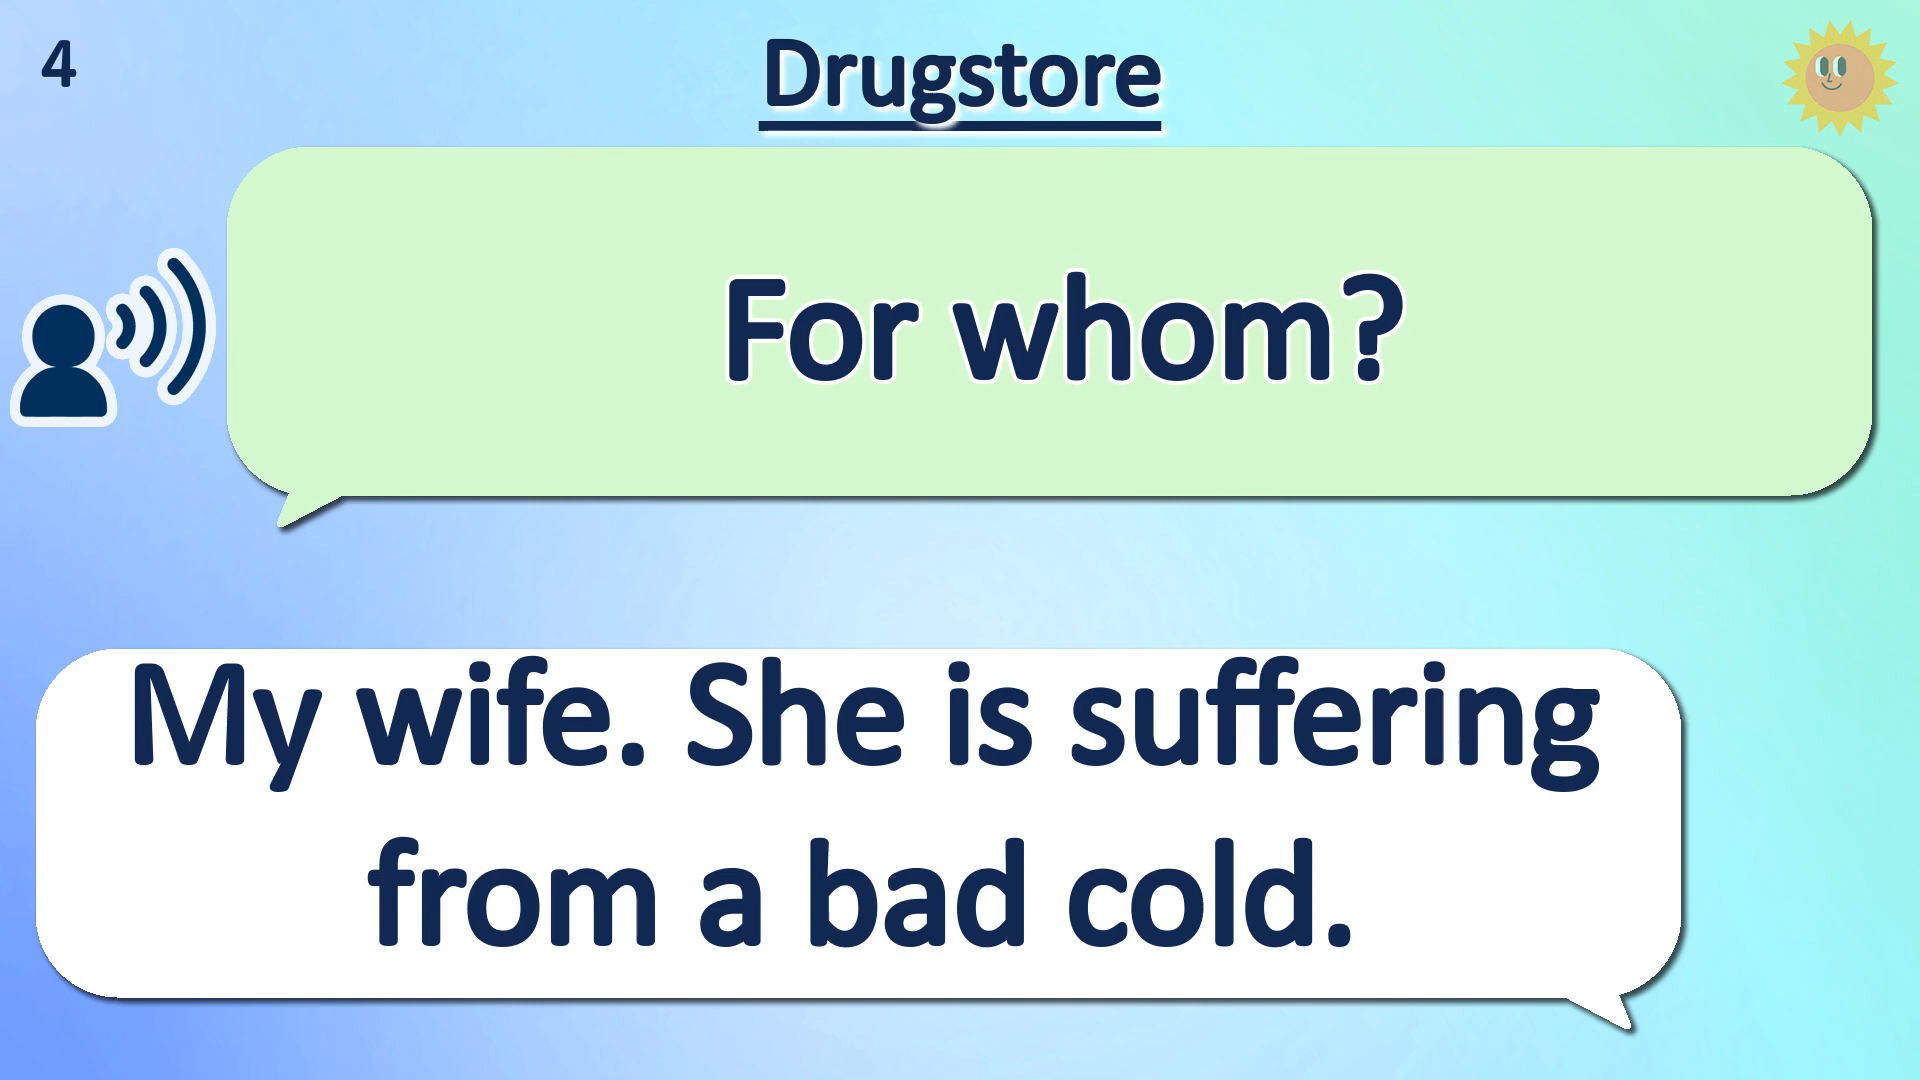 4
Drugstore
For whom?
My wife. She is suffering
from a bad cold.